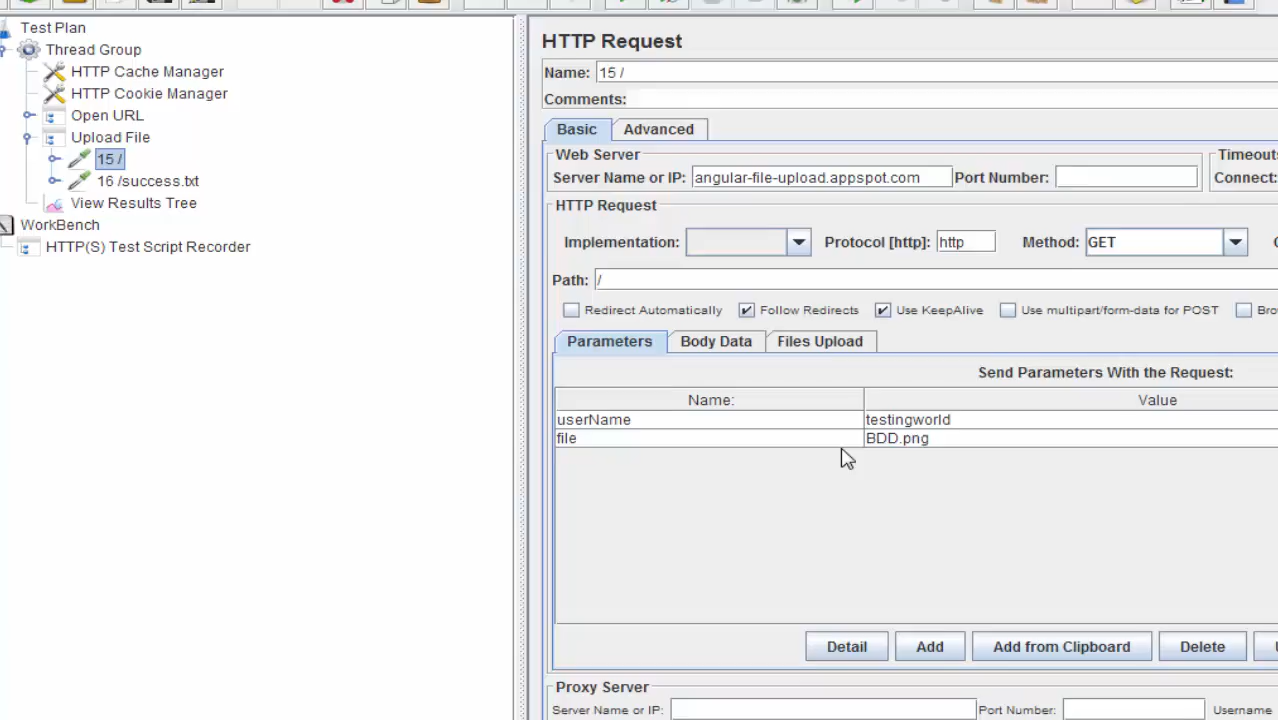 Test Plan
Thread Group
HTTP Cache Manager
HTTP Cookie Manager
Open URL
Upload File
15 /
16 /success.txt
View Results Tree
WorkBench
HTTP(S) Test Script Recorder
HTTP Request
Name: 15 /
Comments:
Basic Advanced
Web Server Timeouts
Server Name or IP: angular-file-upload.appspot.com Port Number: Connect:
HTTP Request
Implementation: Protocol [http]: http Method: GET
Path: /
Redirect Automatically Follow Redirects Use KeepAlive Use multipart/form-data for POST Bro
Parameters Body Data Files Upload
Send Parameters With the Request:
Name: Value
userName testingworld
file BDD.png
Detail Add Add from Clipboard Delete
Proxy Server
Server Name or IP: Port Number: Username